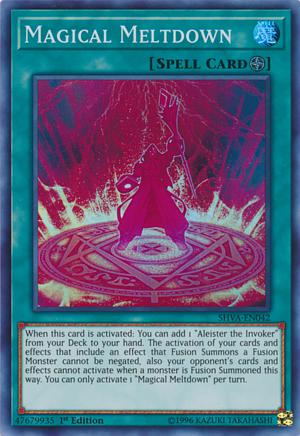 MAGICAL MELTDOWN
[SPELL CARD]
SHVA-EN042
When this card is activated: You can add 1 "Aleister the Invoker"
from your Deck to your hand. The activation of your cards and
effects that include an effect that Fusion Summons a Fusion
Monster cannot be negated, also your opponent's cards and
effects cannot activate when a monster is Fusion Summoned
this way. You can only activate 1 "Magical Meltdown" per turn.
47679935 1st Edition ©1996 KAZUKI TAKAHASHI